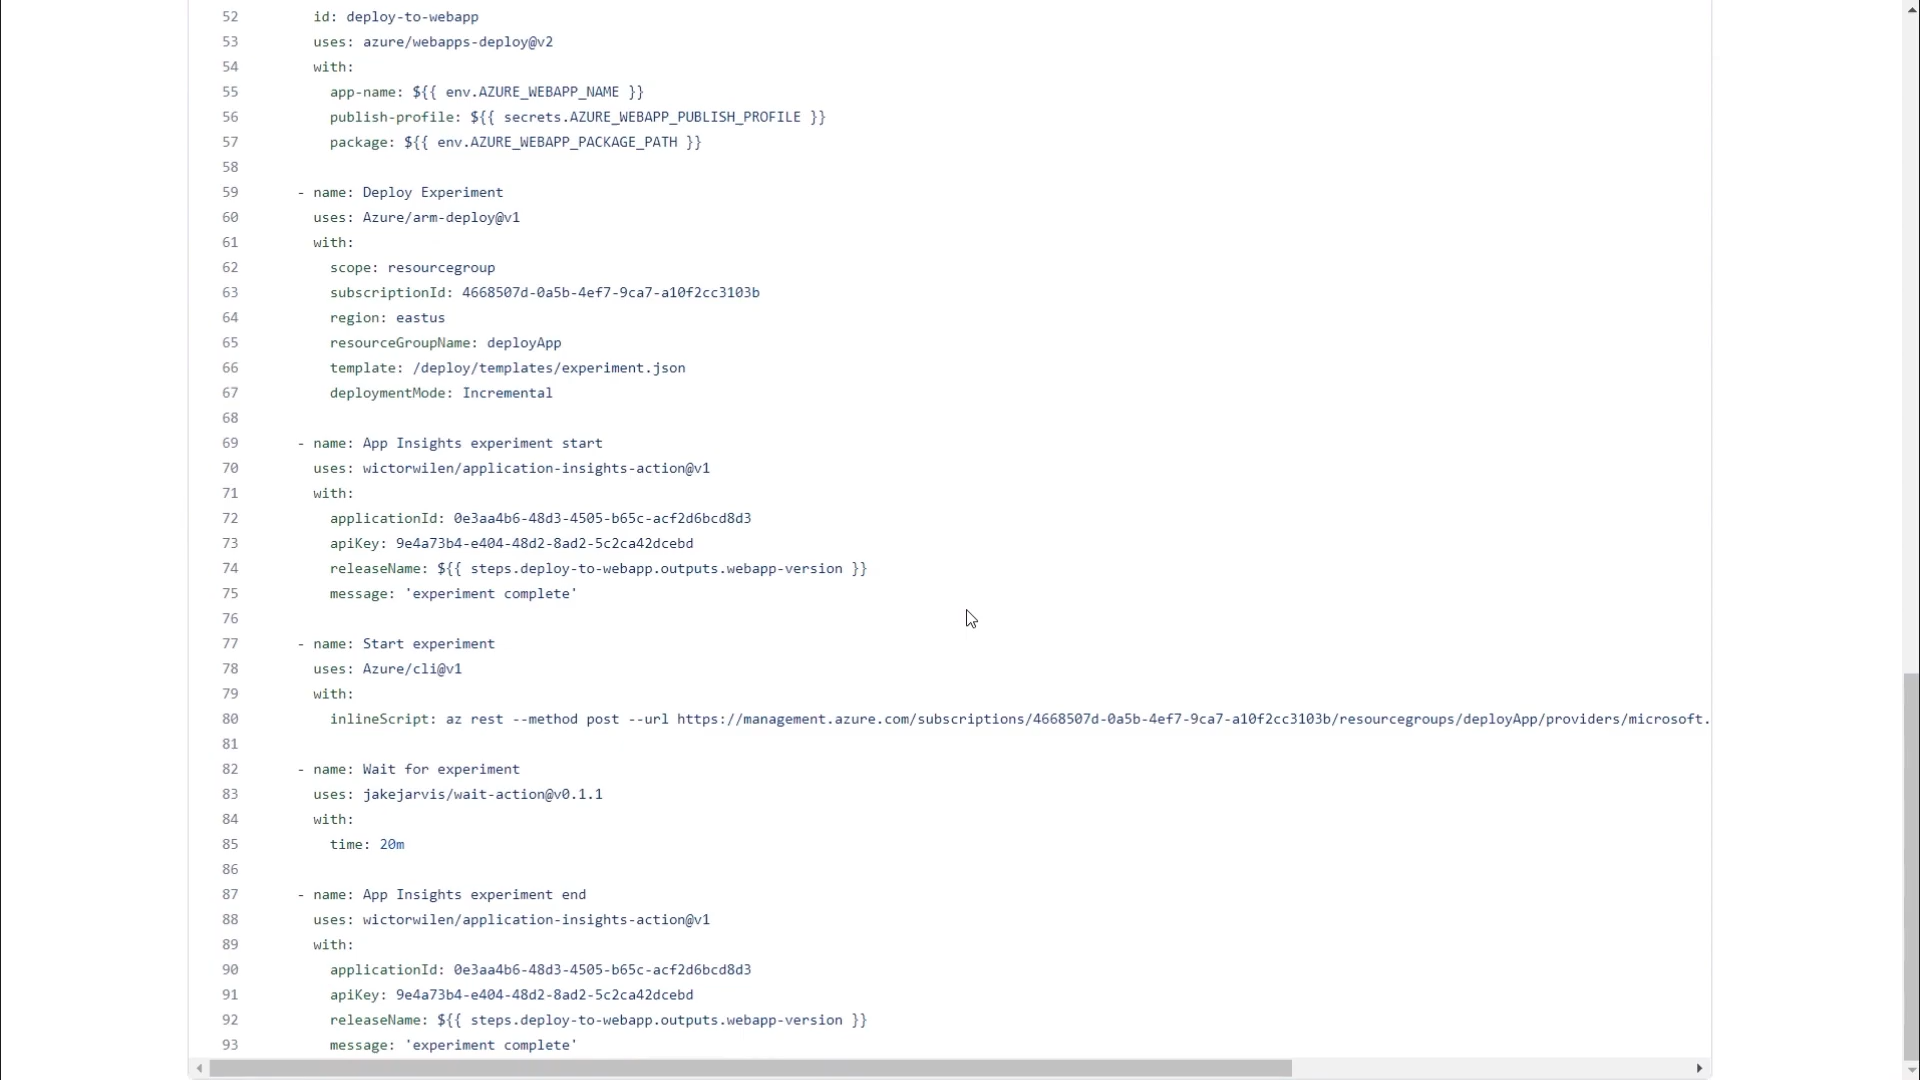 52 id: deploy-to-webapp
53 uses: azure/webapps-deploy@v2
54 with:
55 app-name: ${{ env.AZURE_WEBAPP_NAME }}
56 publish-profile: ${{ secrets.AZURE_WEBAPP_PUBLISH_PROFILE }}
57 package: ${{ env.AZURE_WEBAPP_PACKAGE_PATH }}
58
59 - name: Deploy Experiment
60 uses: Azure/arm-deploy@v1
61 with:
62 scope: resourcegroup
63 subscriptionId: 4668507d-0a5b-4ef7-9ca7-a10f2cc3103b
64 region: eastus
65 resourceGroupName: deployApp
66 template: /deploy/templates/experiment.json
67 deploymentMode: Incremental
68
69 - name: App Insights experiment start
70 uses: wictorwilen/application-insights-action@v1
71 with:
72 applicationId: 0e3aa4b6-48d3-4505-b65c-acf2d6bcd8d3
73 apiKey: 9e4a73b4-e404-48d2-8ad2-5c2ca42dcebd
74 releaseName: ${{ steps.deploy-to-webapp.outputs.webapp-version }}
75 message: 'experiment complete'
76
77 - name: Start experiment
78 uses: Azure/cli@v1
79 with:
80 inlineScript: az rest --method post --url https://management.azure.com/subscriptions/4668507d-0a5b-4ef7-9ca7-a10f2cc3103b/resourcegroups/deployApp/providers/microsoft.
81
82 - name: Wait for experiment
83 uses: jakejarvis/wait-action@v0.1.1
84 with:
85 time: 20m
86
87 - name: App Insights experiment end
88 uses: wictorwilen/application-insights-action@v1
89 with:
90 applicationId: 0e3aa4b6-48d3-4505-b65c-acf2d6bcd8d3
91 apiKey: 9e4a73b4-e404-48d2-8ad2-5c2ca42dcebd
92 releaseName: ${{ steps.deploy-to-webapp.outputs.webapp-version }}
93 message: 'experiment complete'